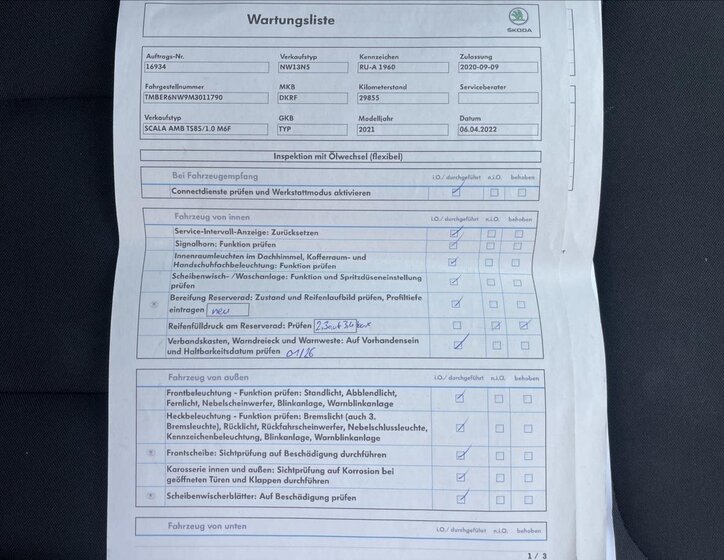 Wartungsliste
ŠKODA
Auftrags-Nr. Verkaufstyp Kennzeichen Zulassung
16934 NW13N5 RU-A 1960 2020-09-09
Fahrgestellnummer MKB Kilometerstand Serviceberater
TMBER6NW9M3011790 DKRF 29855
Verkaufstyp GKB Modelljahr Datum
SCALA AMB TS85/1.0 M6F TYP 2021 06.04.2022
Inspektion mit Ölwechsel (flexibel)
Bei Fahrzeugempfang i.O./ durchgeführt n.i.O. behoben
Connectdienste prüfen und Werkstattmodus aktivieren
Fahrzeug von innen i.O./ durchgeführt n.i.O. behoben
Service-Intervall-Anzeige: Zurücksetzen
Signalhorn: Funktion prüfen
Innenraumleuchten im Dachhimmel, Kofferraum- und
Handschuhfachbeleuchtung: Funktion prüfen
Scheibenwisch- /Waschanlage: Funktion und Spritzdüseneinstellung
prüfen
Bereifung Reserverad: Zustand und Reifenlaufbild prüfen, Profiltiefe
eintragen neu
Reifenfülldruck am Reserverad: Prüfen
Verbandskasten, Warndreieck und Warnweste: Auf Vorhandensein
und Haltbarkeitsdatum prüfen 01/26
Fahrzeug von außen i.O./ durchgeführt n.i.O. behoben
Frontbeleuchtung - Funktion prüfen: Standlicht, Abblendlicht,
Fernlicht, Nebelscheinwerfer, Blinkanlage, Warnblinkanlage
Heckbeleuchtung - Funktion prüfen: Bremslicht (auch 3.
Bremsleuchte), Rücklicht, Rückfahrscheinwerfer, Nebelschlussleuchte,
Kennzeichenbeleuchtung, Blinkanlage, Warnblinkanlage
Frontscheibe: Sichtprüfung auf Beschädigung durchführen
Karosserie innen und außen: Sichtprüfung auf Korrosion bei
geöffneten Türen und Klappen durchführen
Scheibenwischerblätter: Auf Beschädigung prüfen
Fahrzeug von unten i.O./ durchgeführt n.i.O. behoben
1 / 3